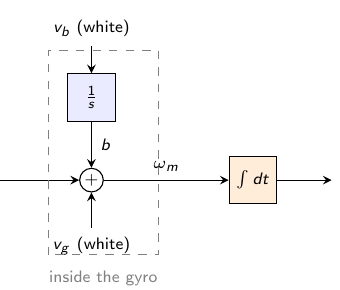 v_b (white)
1/s
b
ω_m
+
∫ dt
v_g (white)
inside the gyro